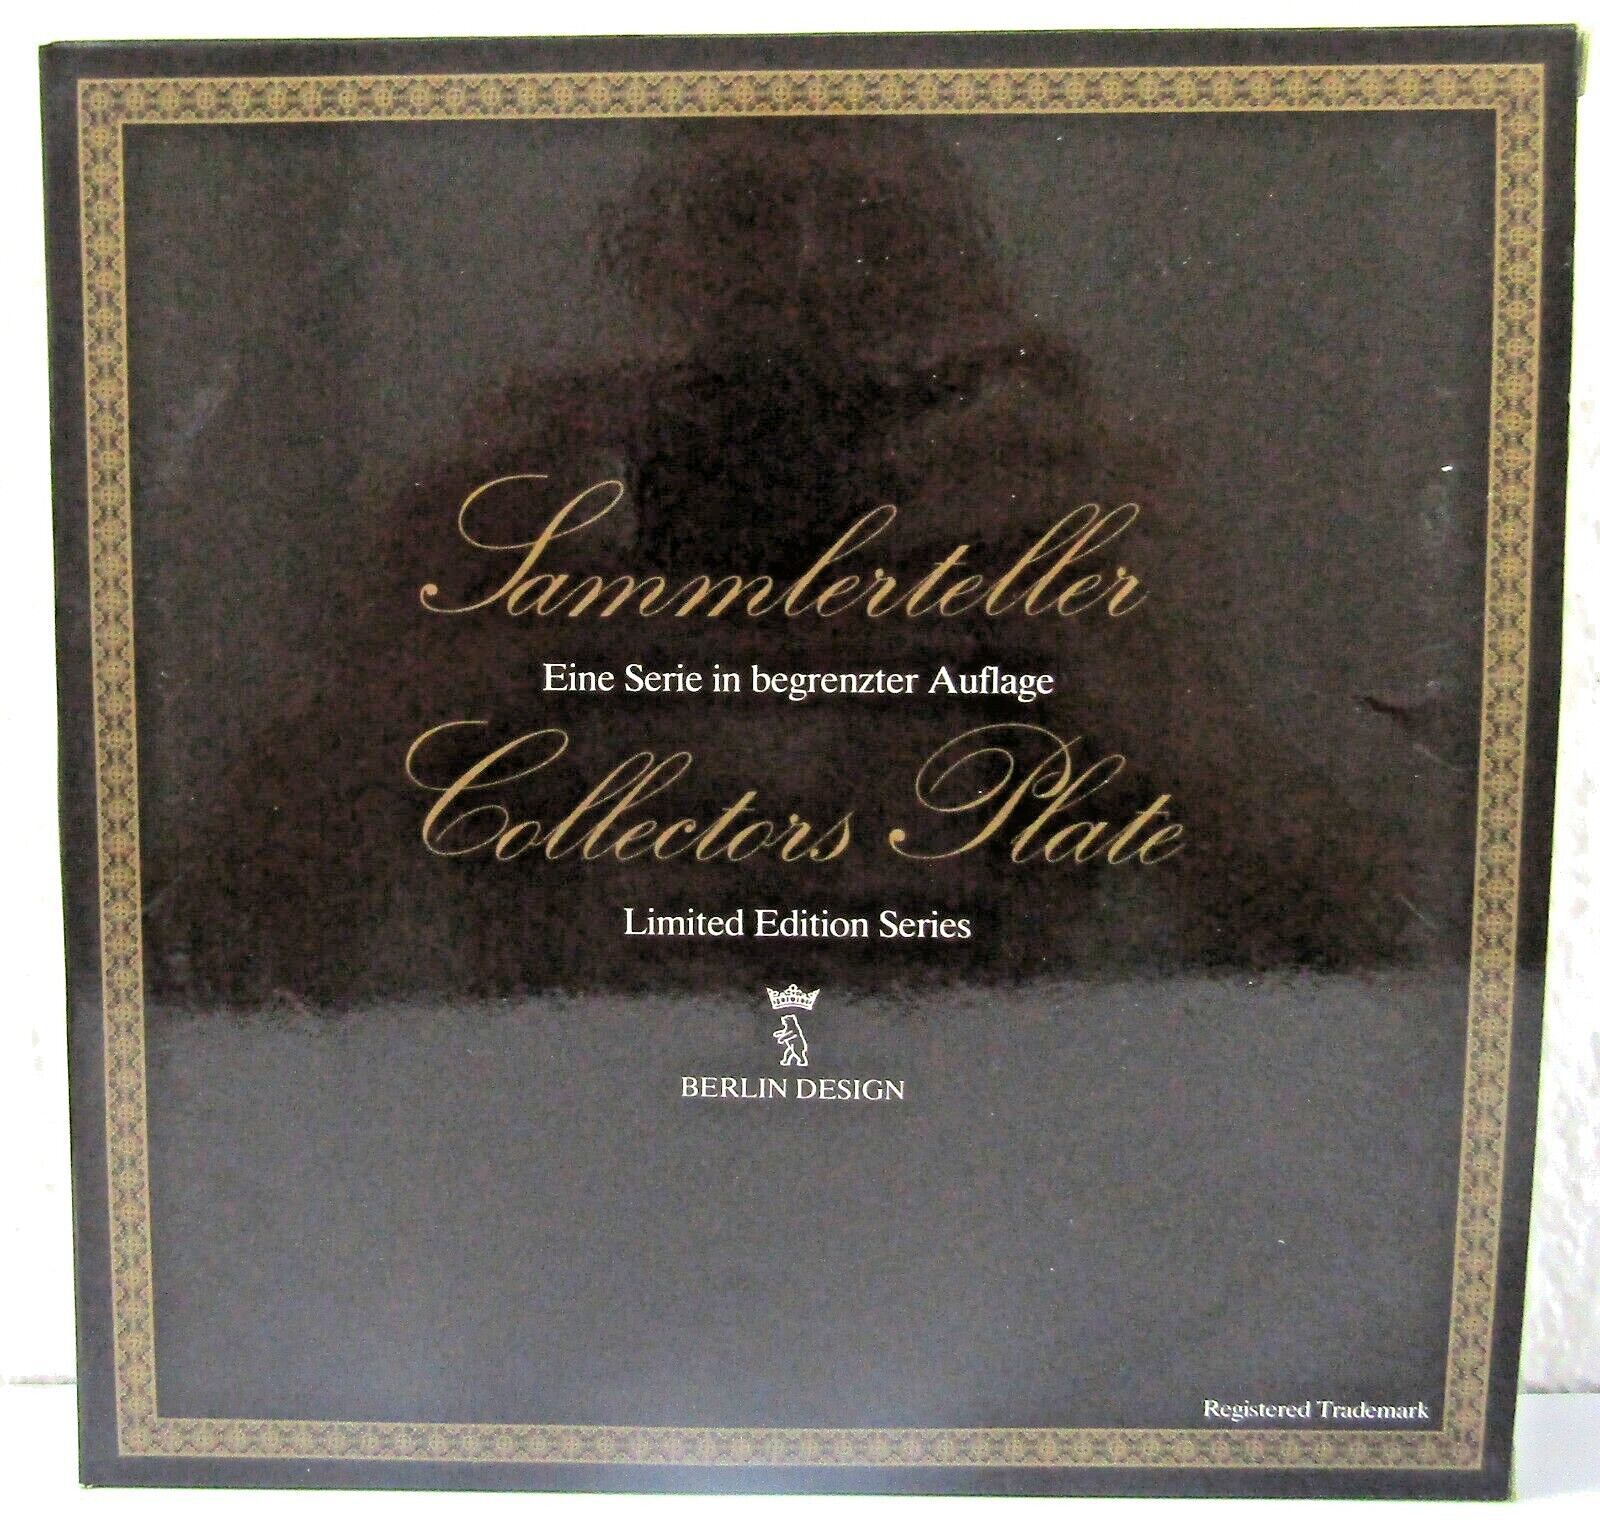 Sammlerteller
Eine Serie in begrenzter Auflage
Collectors Plate
Limited Edition Series
BERLIN DESIGN
Registered Trademark